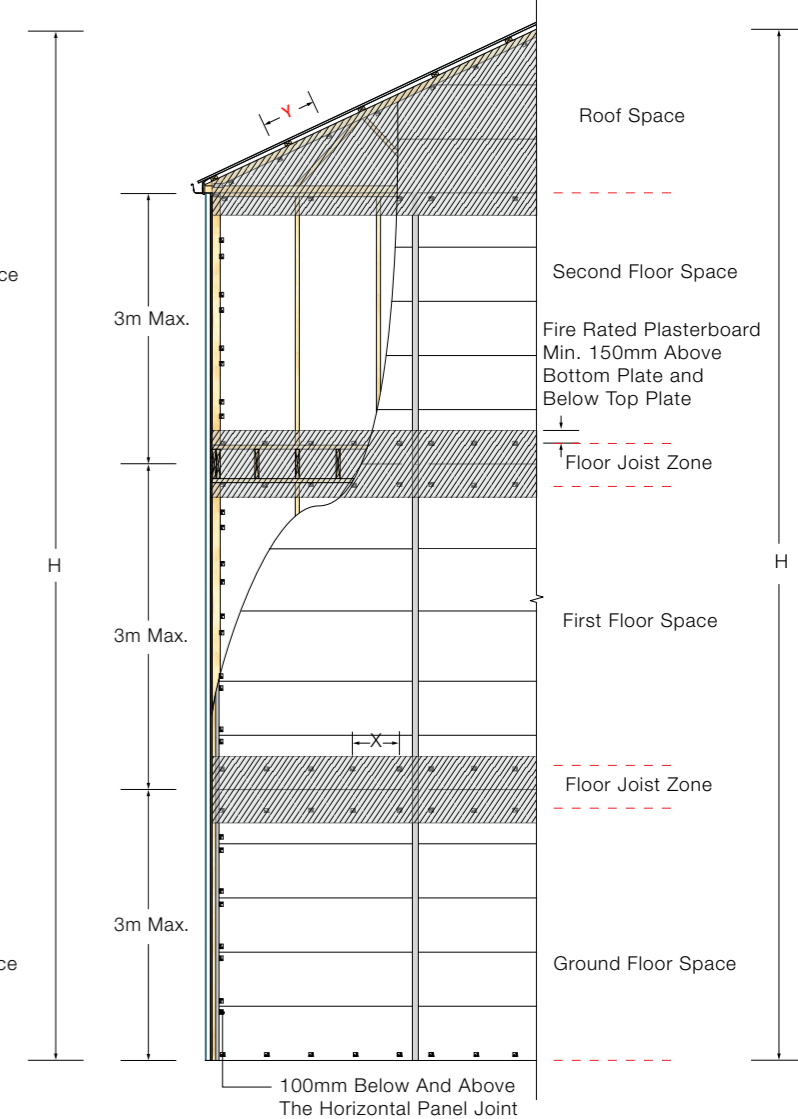 Y
Roof Space
ce
Second Floor Space
3m Max.
Fire Rated Plasterboard
Min. 150mm Above
Bottom Plate and
Below Top Plate
Floor Joist Zone
H
H
First Floor Space
3m Max.
X
Floor Joist Zone
3m Max.
ce
Ground Floor Space
100mm Below And Above
The Horizontal Panel Joint